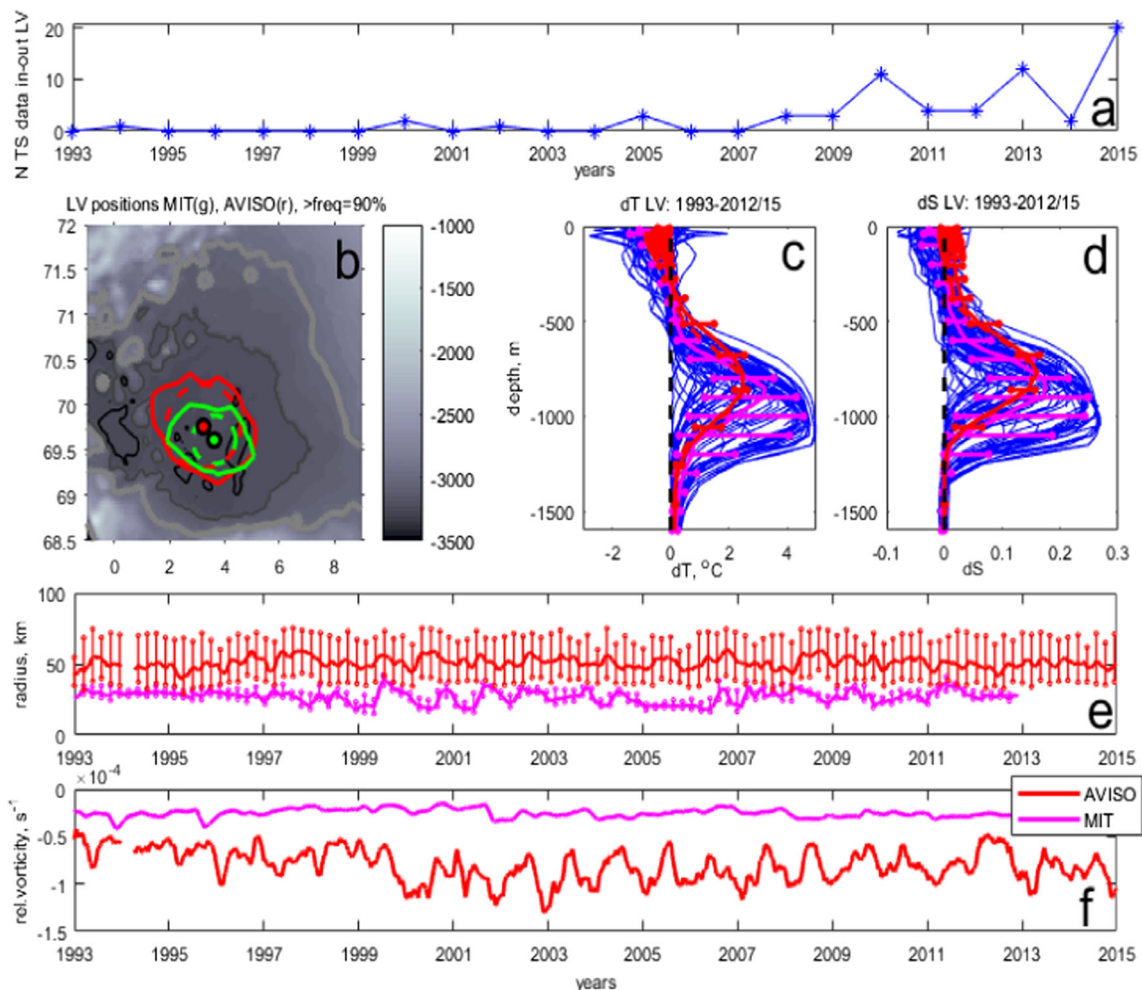 N TS data in-out LV
20
10
0
a
1993 1995 1997 1999 2001 2003 2005 2007 2009 2011 2013 2015
years
LV positions MIT(g), AVISO(r), >freq=90%
72
71.5
71
70.5
70
69.5
69
68.5
0 2 4 6 8
b
-1000
-1500
-2000
-2500
-3000
-3500
dT LV: 1993-2012/15
depth, m
0
-500
-1000
-1500
c
-2 0 2 4
dT, °C
dS LV: 1993-2012/15
0
-500
-1000
-1500
d
-0.1 0 0.1 0.2 0.3
dS
radius, km
100
50
0
e
1993 1995 1997 1999 2001 2003 2005 2007 2009 2011 2013 2015
× 10⁻⁴
rel.vorticity, s⁻¹
0
-0.5
-1
-1.5
AVISO
MIT
f
1993 1995 1997 1999 2001 2003 2005 2007 2009 2011 2013 2015
years